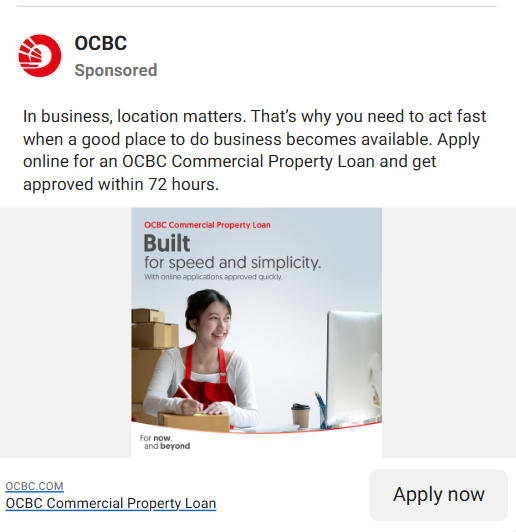 OCBC
Sponsored
In business, location matters. That’s why you need to act fast
when a good place to do business becomes available. Apply
online for an OCBC Commercial Property Loan and get
approved within 72 hours.
OCBC Commercial Property Loan
Built
for speed and simplicity.
With online applications approved quickly.
For now,
and beyond
OCBC.COM
OCBC Commercial Property Loan
Apply now